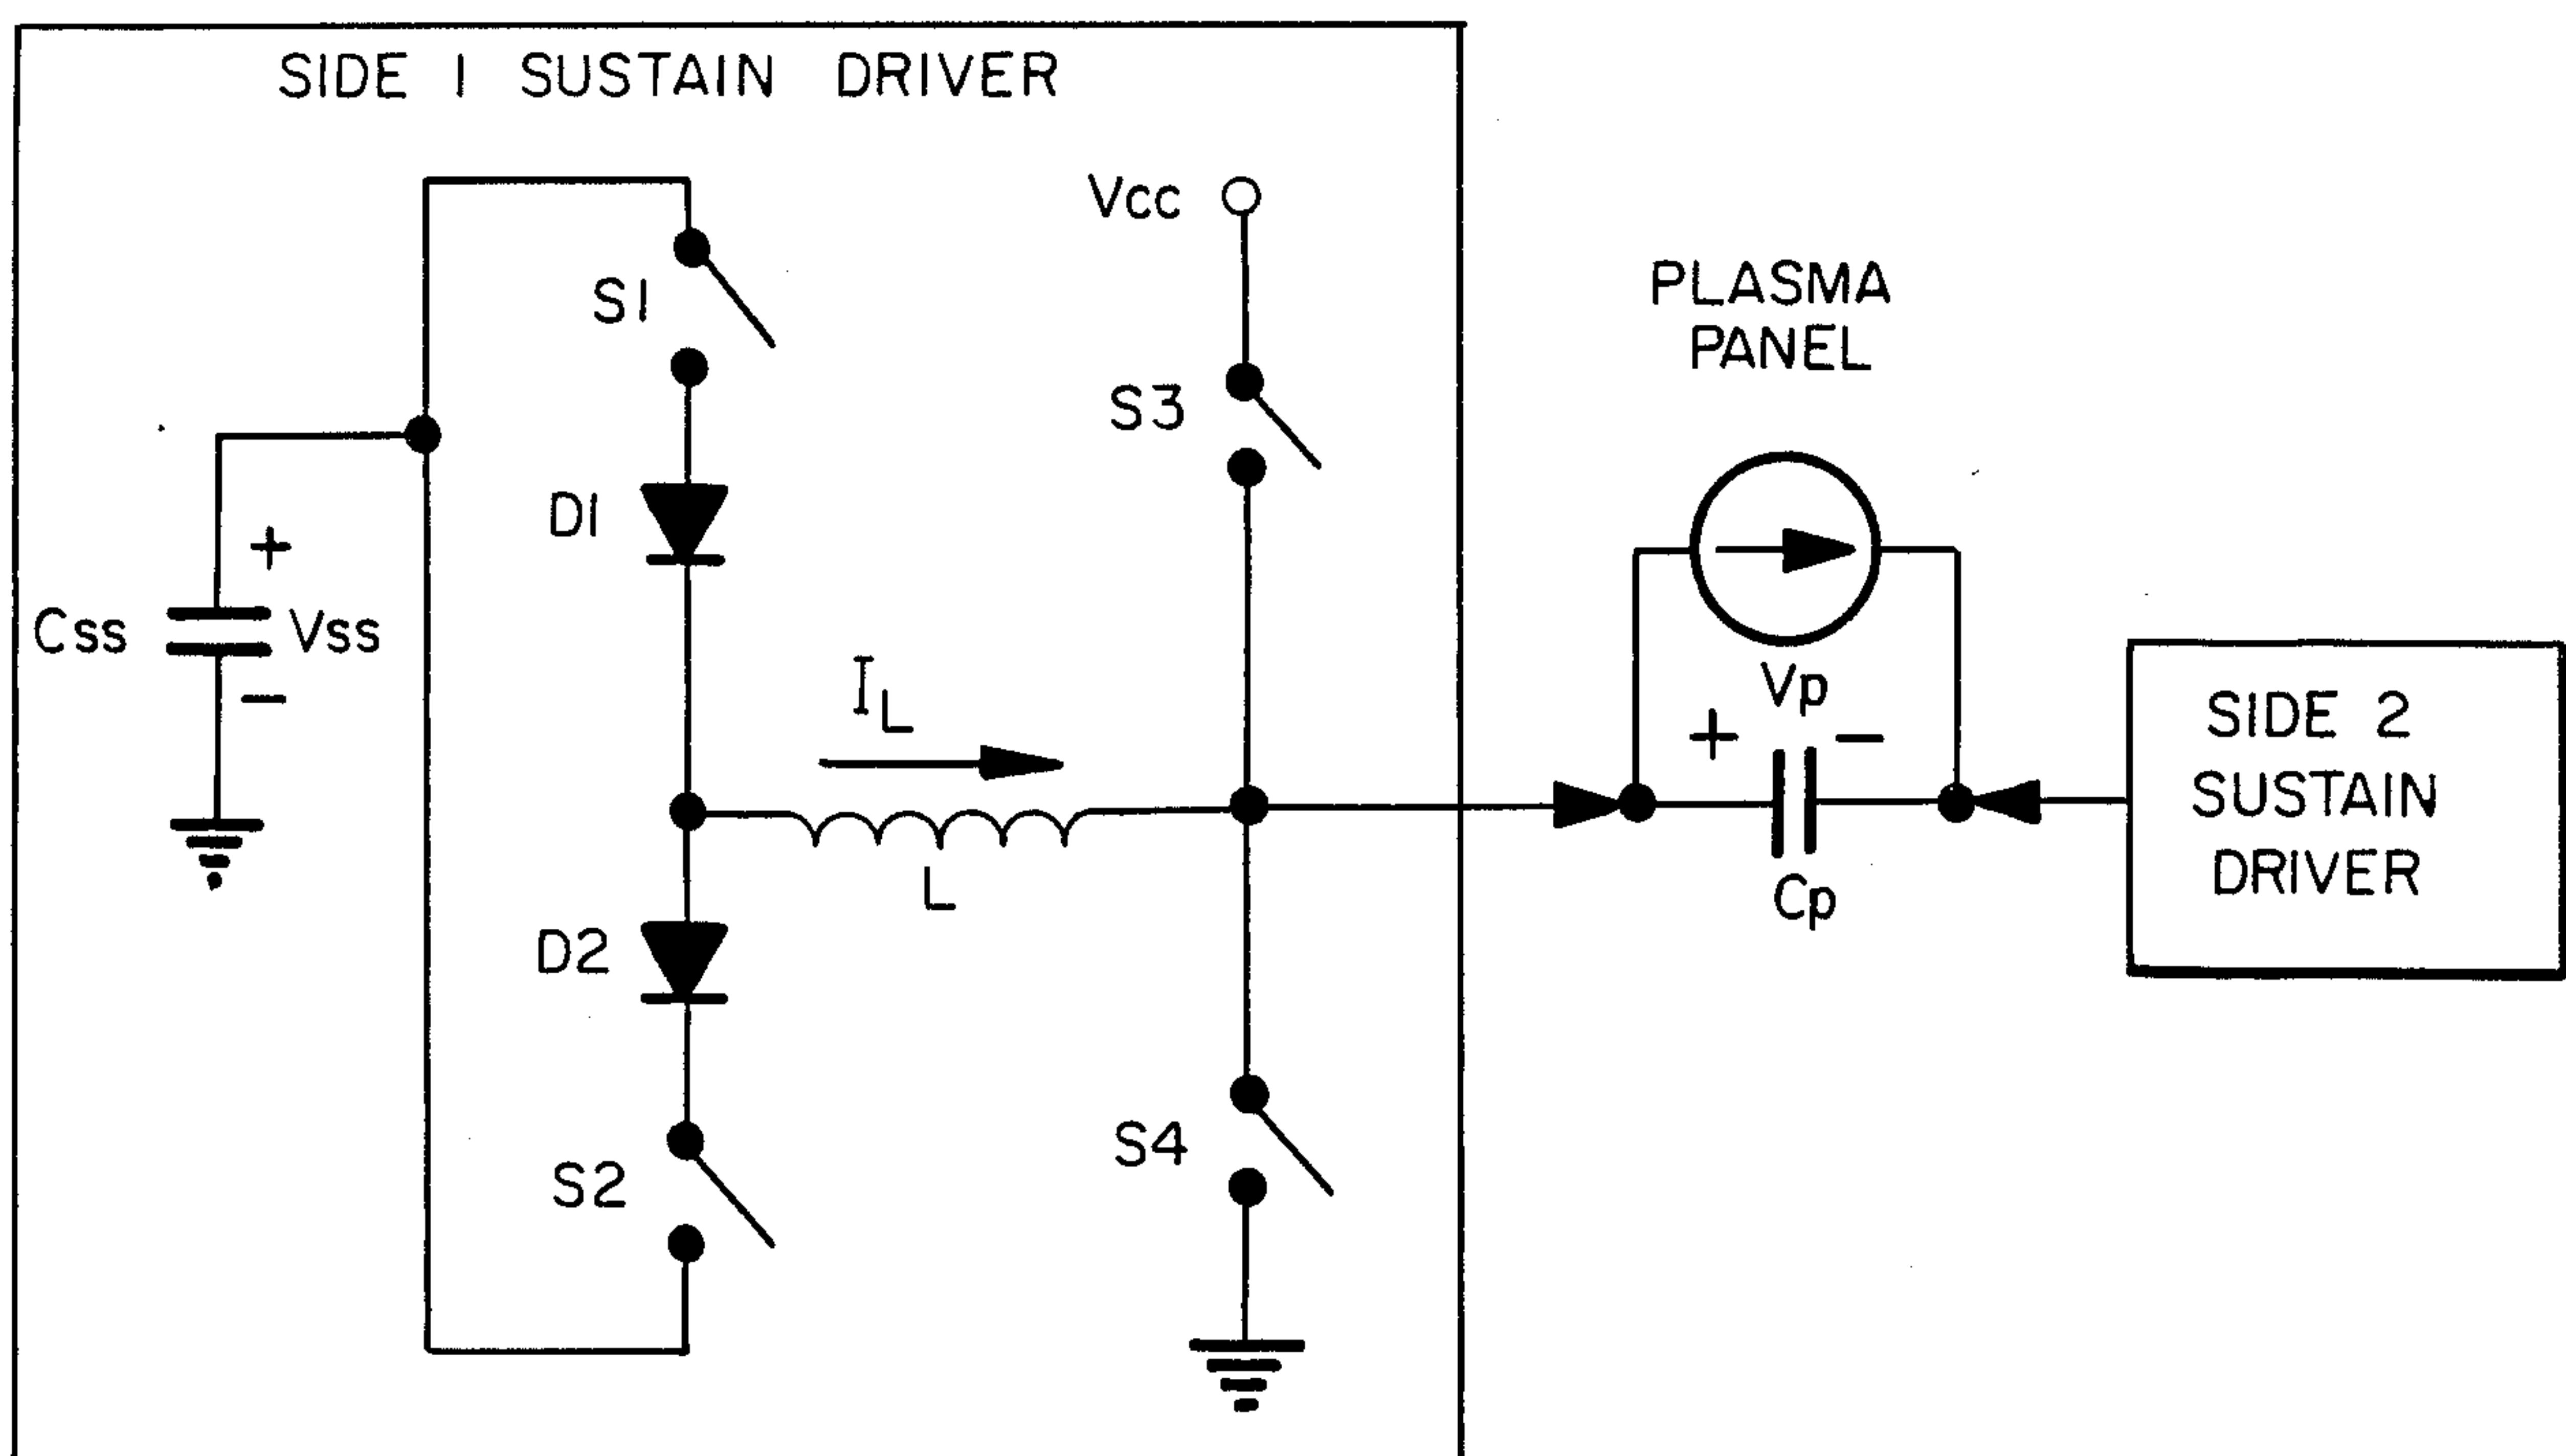 SIDE 1 SUSTAIN DRIVER
Vcc
S1
S3
PLASMA
PANEL
D1
+
Css
Vss
−
IL
Vp
+
−
SIDE 2
SUSTAIN
DRIVER
L
Cp
D2
S2
S4